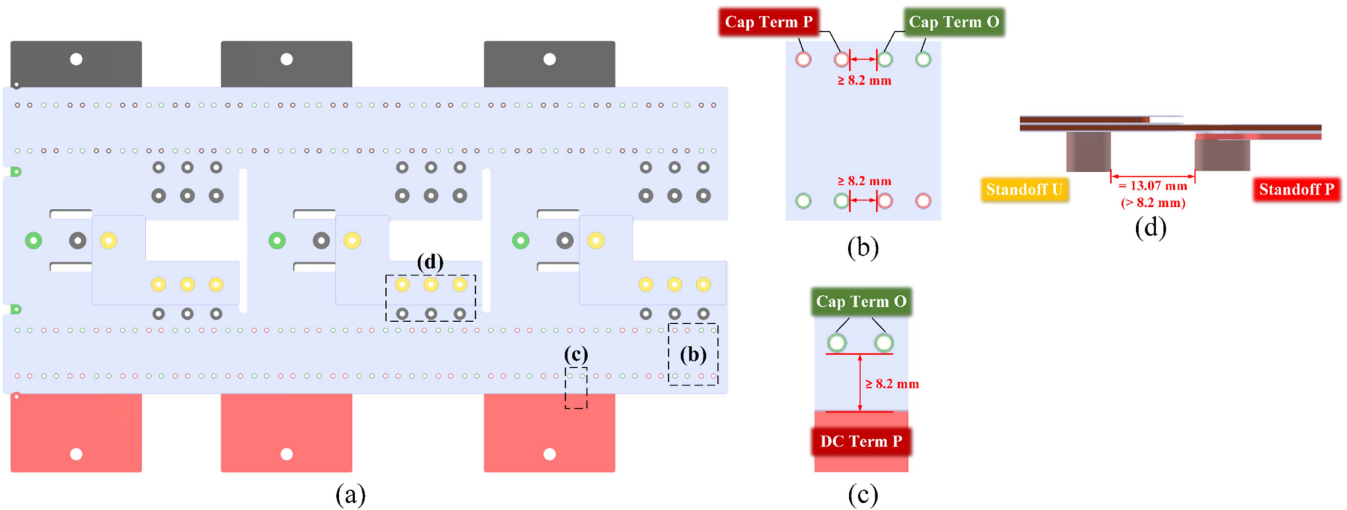 (d)
(c)
(b)
(a)
Cap Term P
Cap Term O
≥ 8.2 mm
≥ 8.2 mm
(b)
Cap Term O
≥ 8.2 mm
DC Term P
(c)
Standoff U
= 13.07 mm
(> 8.2 mm)
Standoff P
(d)